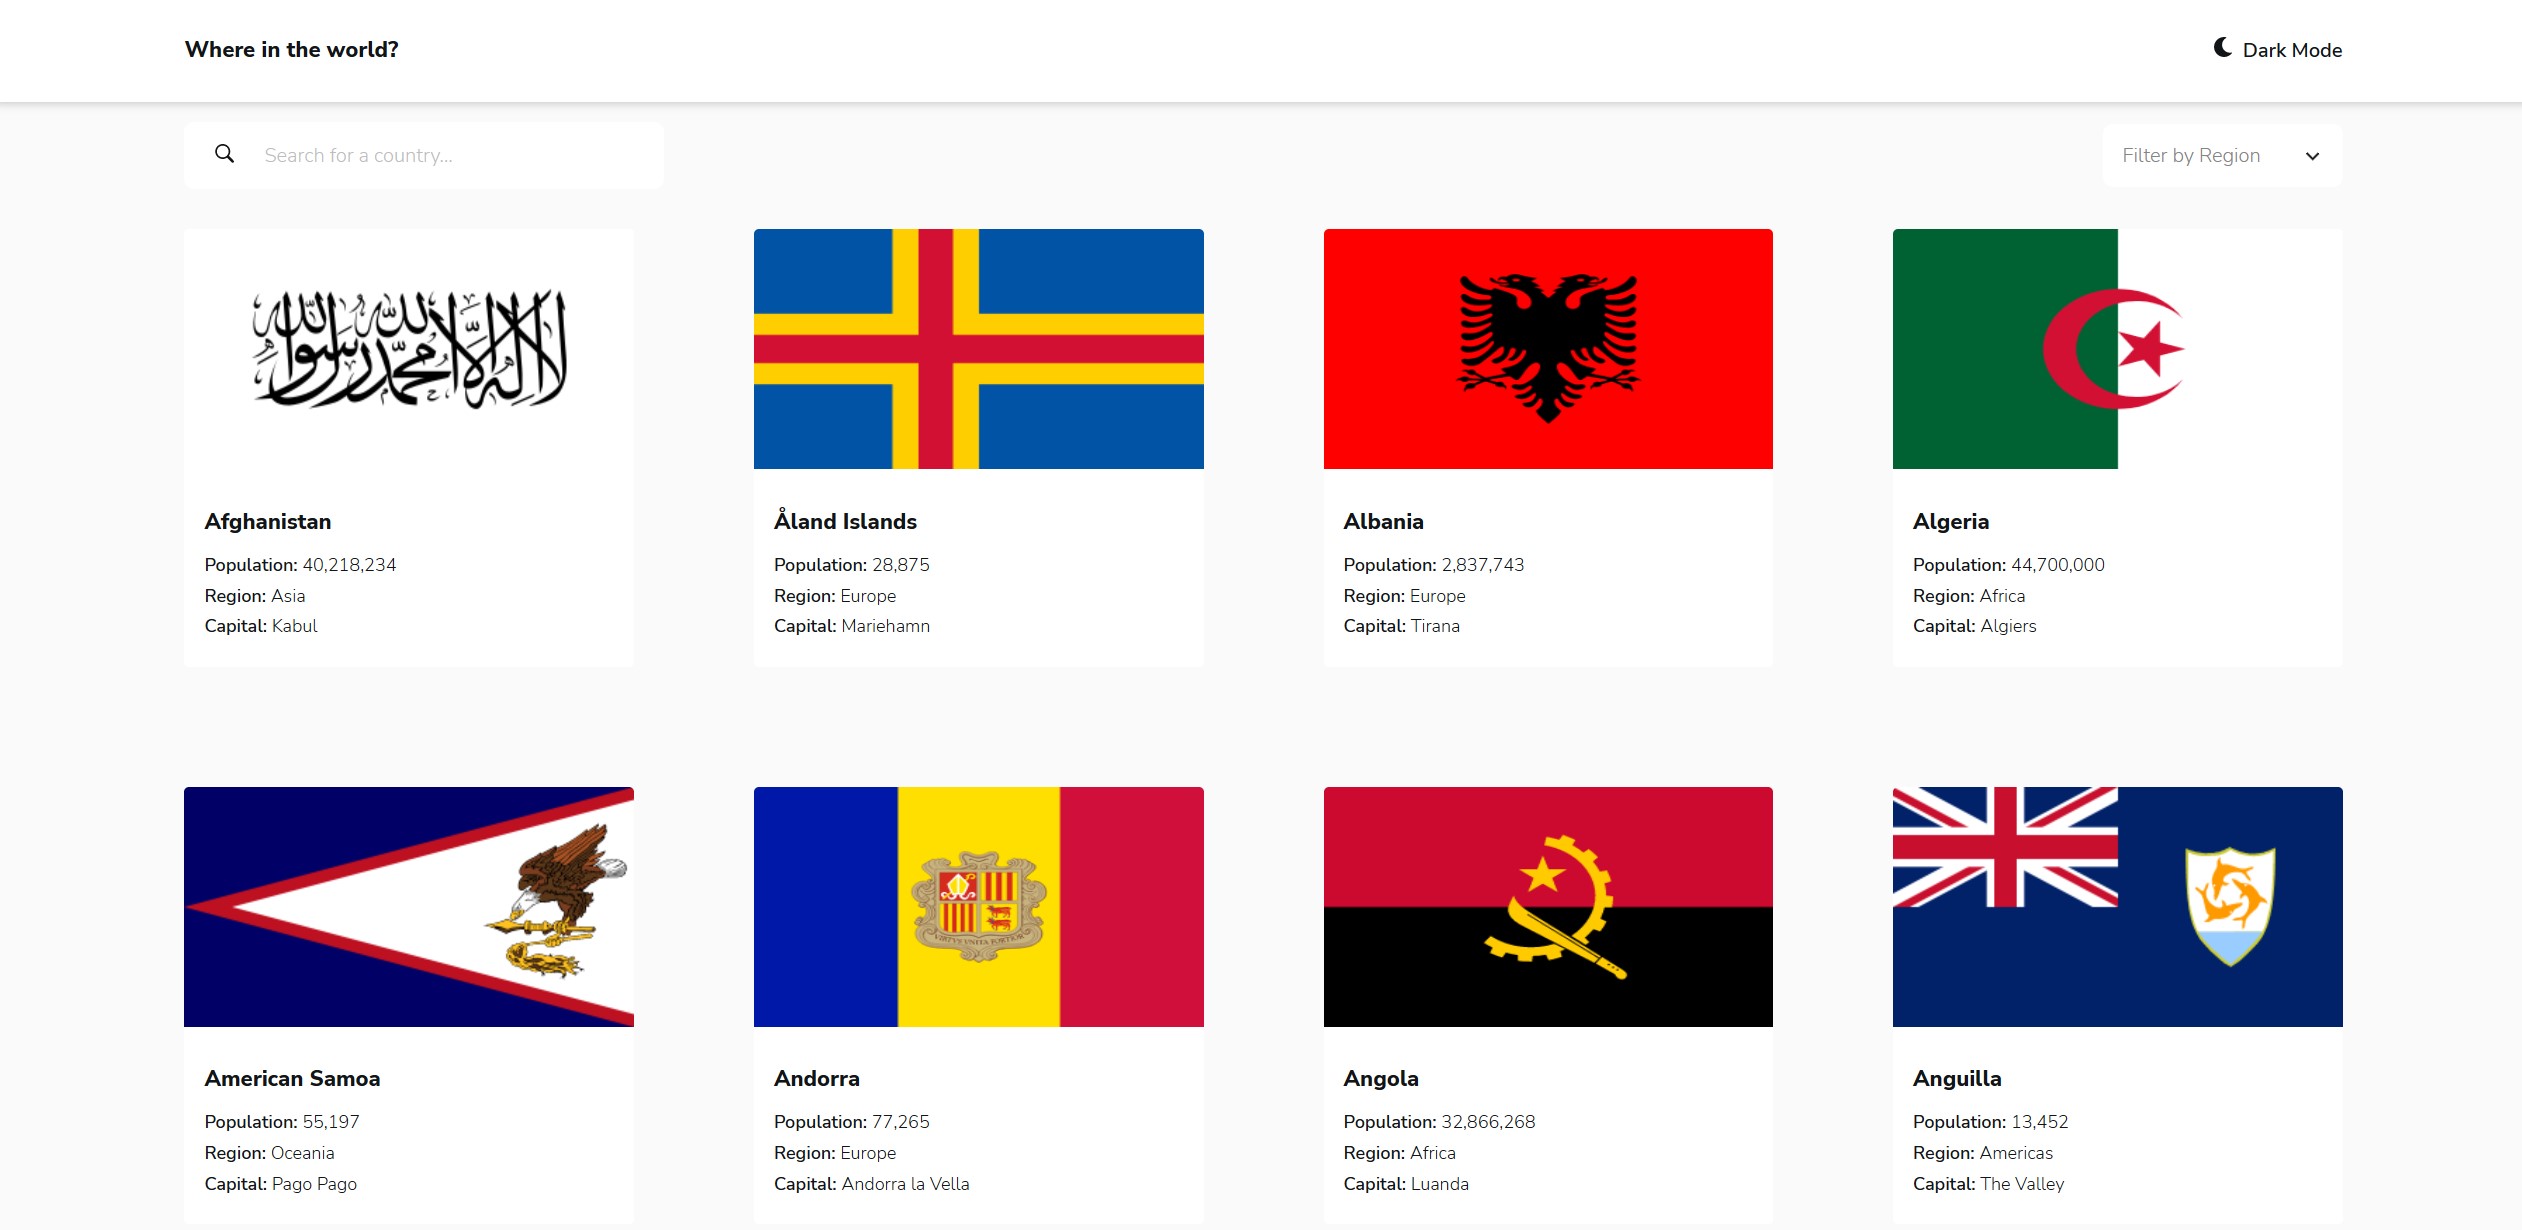 Where in the world?
Dark Mode
Search for a country...
Filter by Region
لا إله إلا الله محمد رسول الله
Afghanistan
Population: 40,218,234
Region: Asia
Capital: Kabul
Åland Islands
Population: 28,875
Region: Europe
Capital: Mariehamn
Albania
Population: 2,837,743
Region: Europe
Capital: Tirana
Algeria
Population: 44,700,000
Region: Africa
Capital: Algiers
VIRTVS VNITA FORTIOR
American Samoa
Population: 55,197
Region: Oceania
Capital: Pago Pago
Andorra
Population: 77,265
Region: Europe
Capital: Andorra la Vella
Angola
Population: 32,866,268
Region: Africa
Capital: Luanda
Anguilla
Population: 13,452
Region: Americas
Capital: The Valley